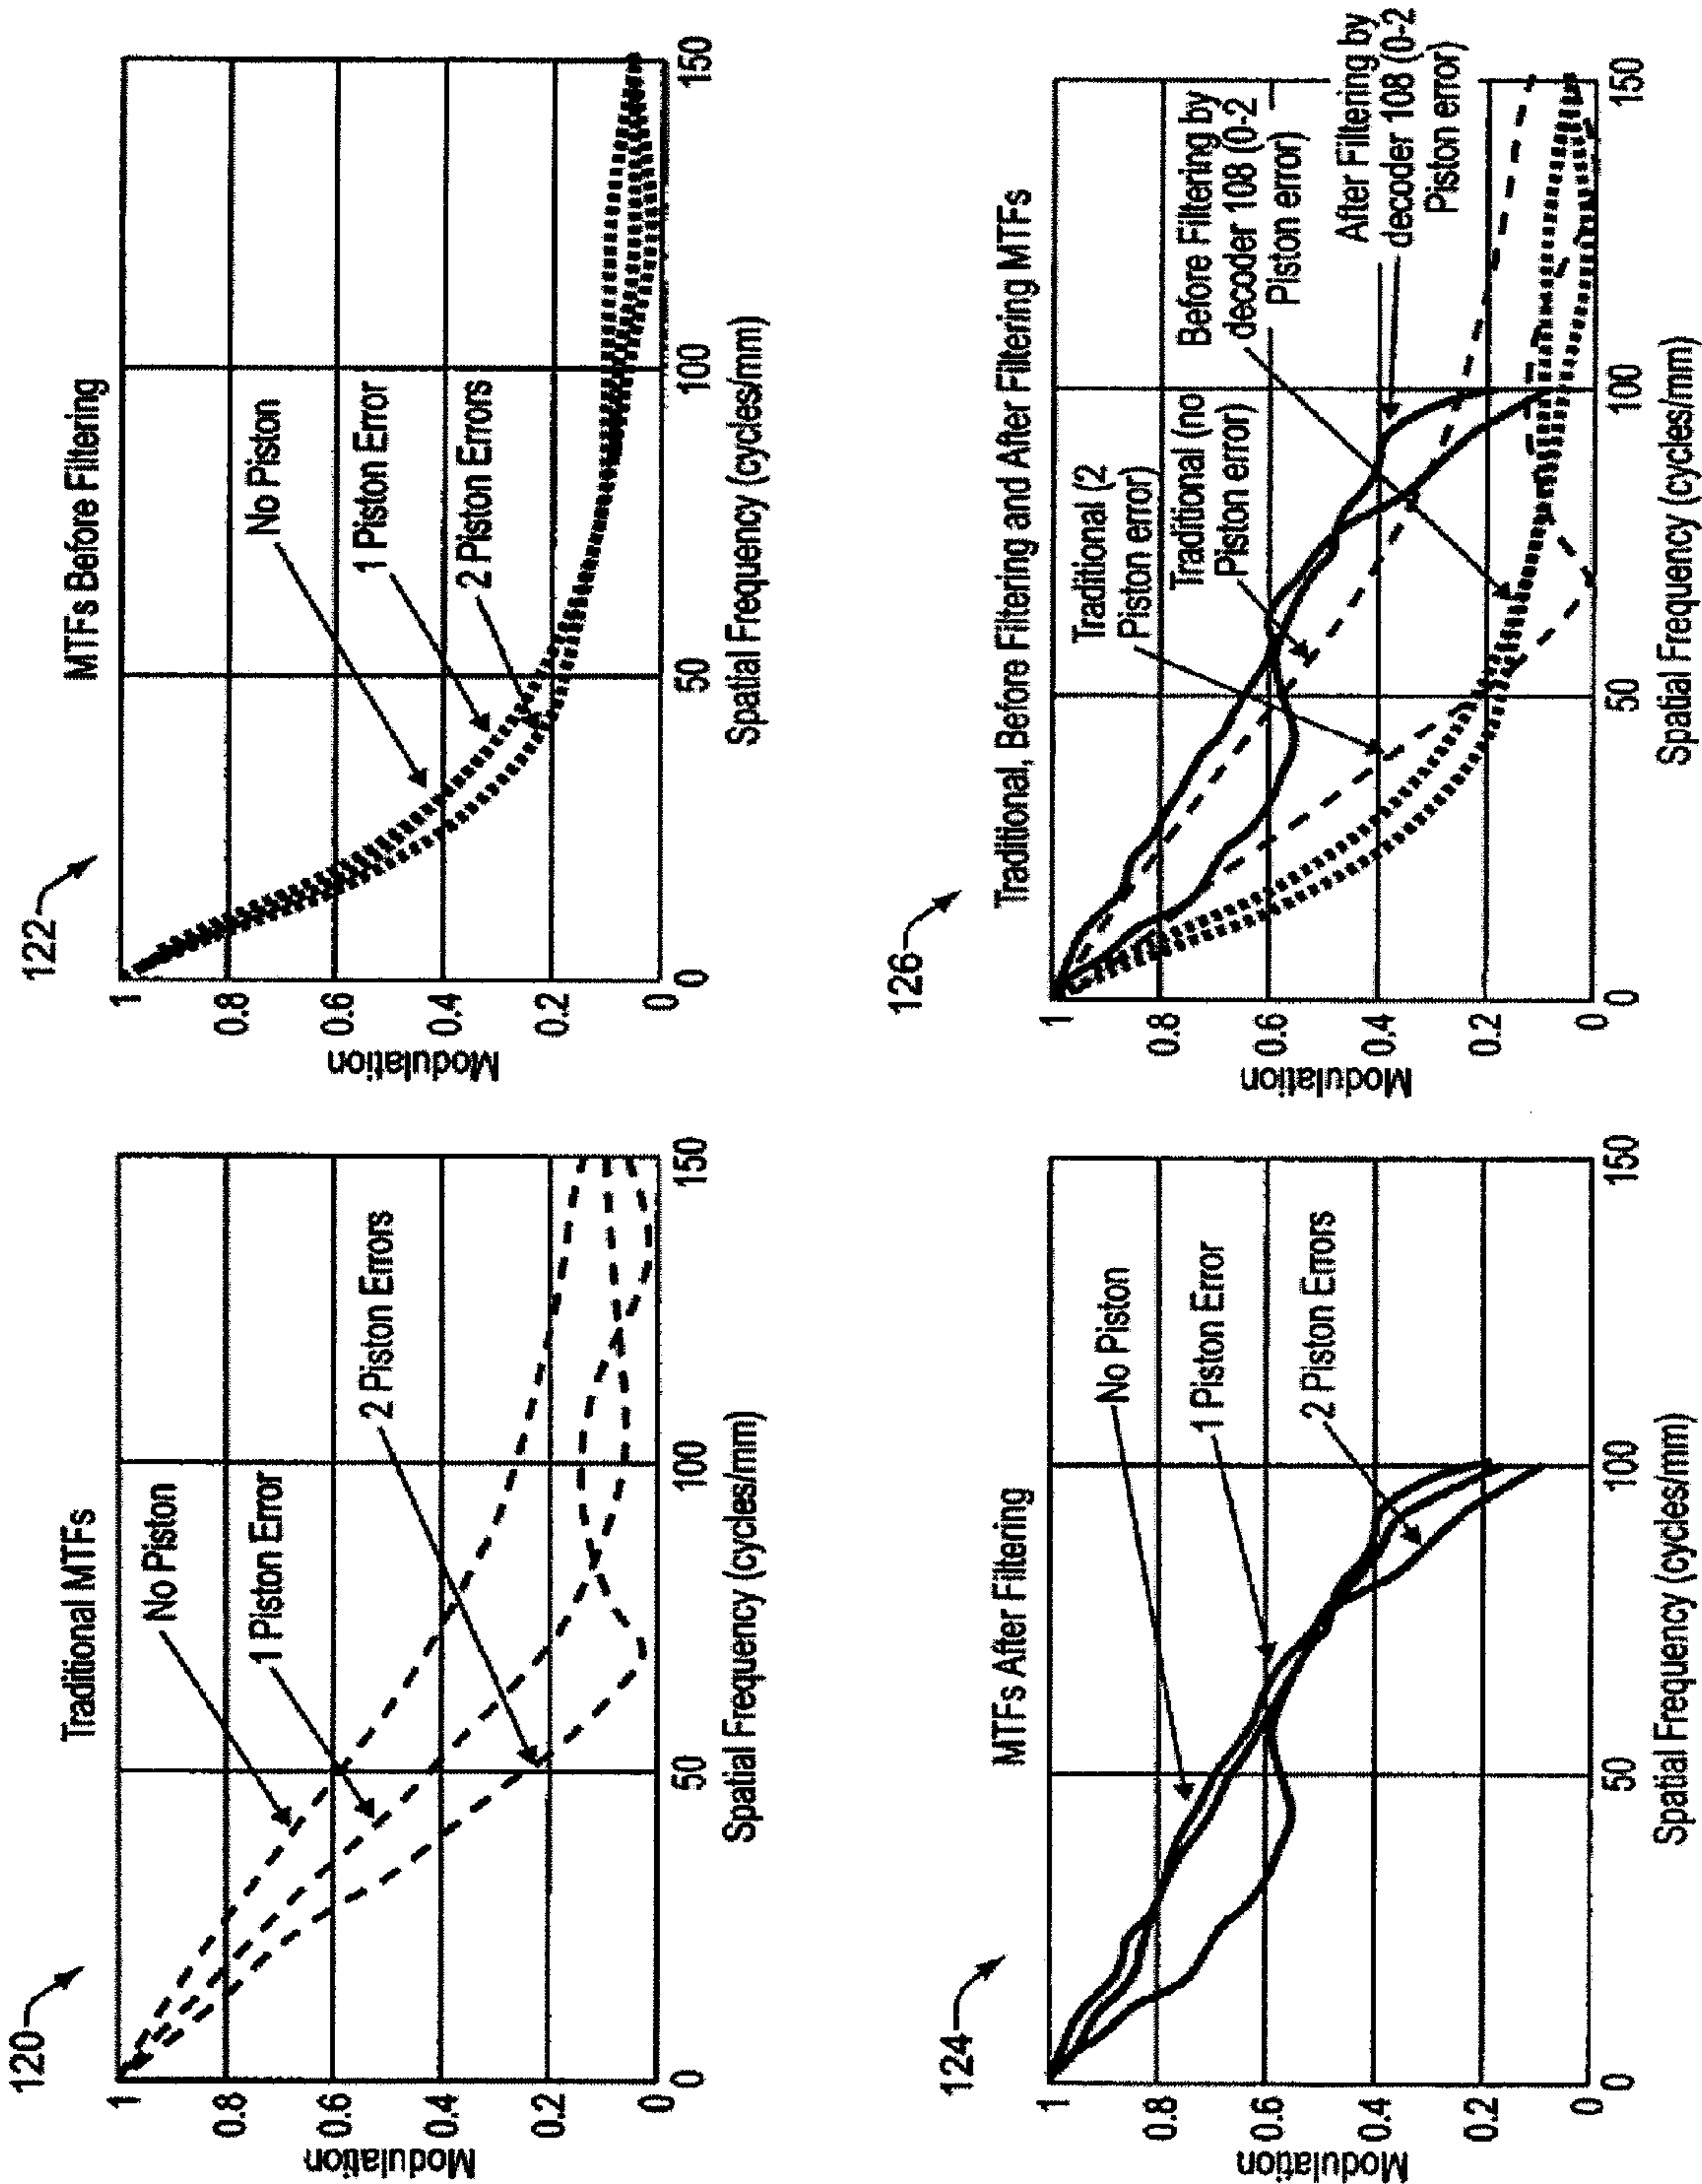 120
Traditional MTFs
No Piston
1 Piston Error
2 Piston Errors
1
0.8
0.6
0.4
0.2
0
Modulation
0
50
100
150
Spatial Frequency (cycles/mm)
122
MTFs Before Filtering
No Piston
1 Piston Error
2 Piston Errors
1
0.8
0.6
0.4
0.2
0
Modulation
0
50
100
150
Spatial Frequency (cycles/mm)
124
MTFs After Filtering
No Piston
1 Piston Error
2 Piston Errors
1
0.8
0.6
0.4
0.2
0
Modulation
0
50
100
150
Spatial Frequency (cycles/mm)
126
Traditional, Before Filtering and After Filtering MTFs
Traditional (2
Piston error)
Traditional (no
Piston error)
Before Filtering by
decoder 108 (0-2
Piston error)
After Filtering by
decoder 108 (0-2
Piston error)
1
0.8
0.6
0.4
0.2
0
Modulation
0
50
100
150
Spatial Frequency (cycles/mm)